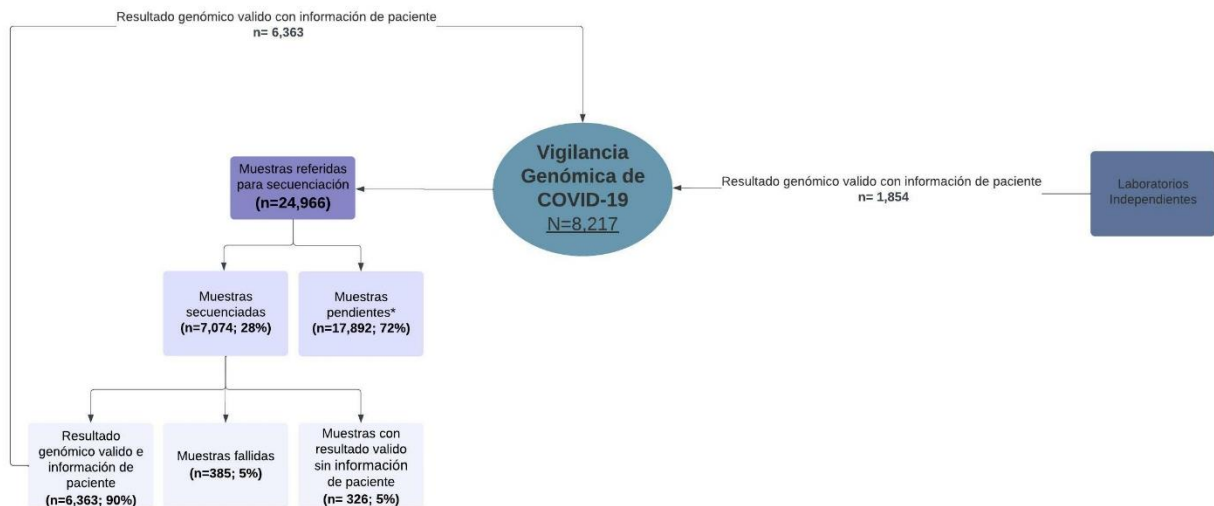 Resultado genómico valido con información de paciente
n= 6,363
Vigilancia
Genómica de
COVID-19
N=8,217
Resultado genómico valido con información de paciente
n= 1,854
Laboratorios
Independientes
Muestras referidas
para secuenciación
(n=24,966)
Muestras
secuenciadas
(n=7,074; 28%)
Muestras
pendientes*
(n=17,892; 72%)
Resultado
genómico valido e
información de
paciente
(n=6,363; 90%)
Muestras fallidas
(n=385; 5%)
Muestras con
resultado valido
sin información
de paciente
(n= 326; 5%)